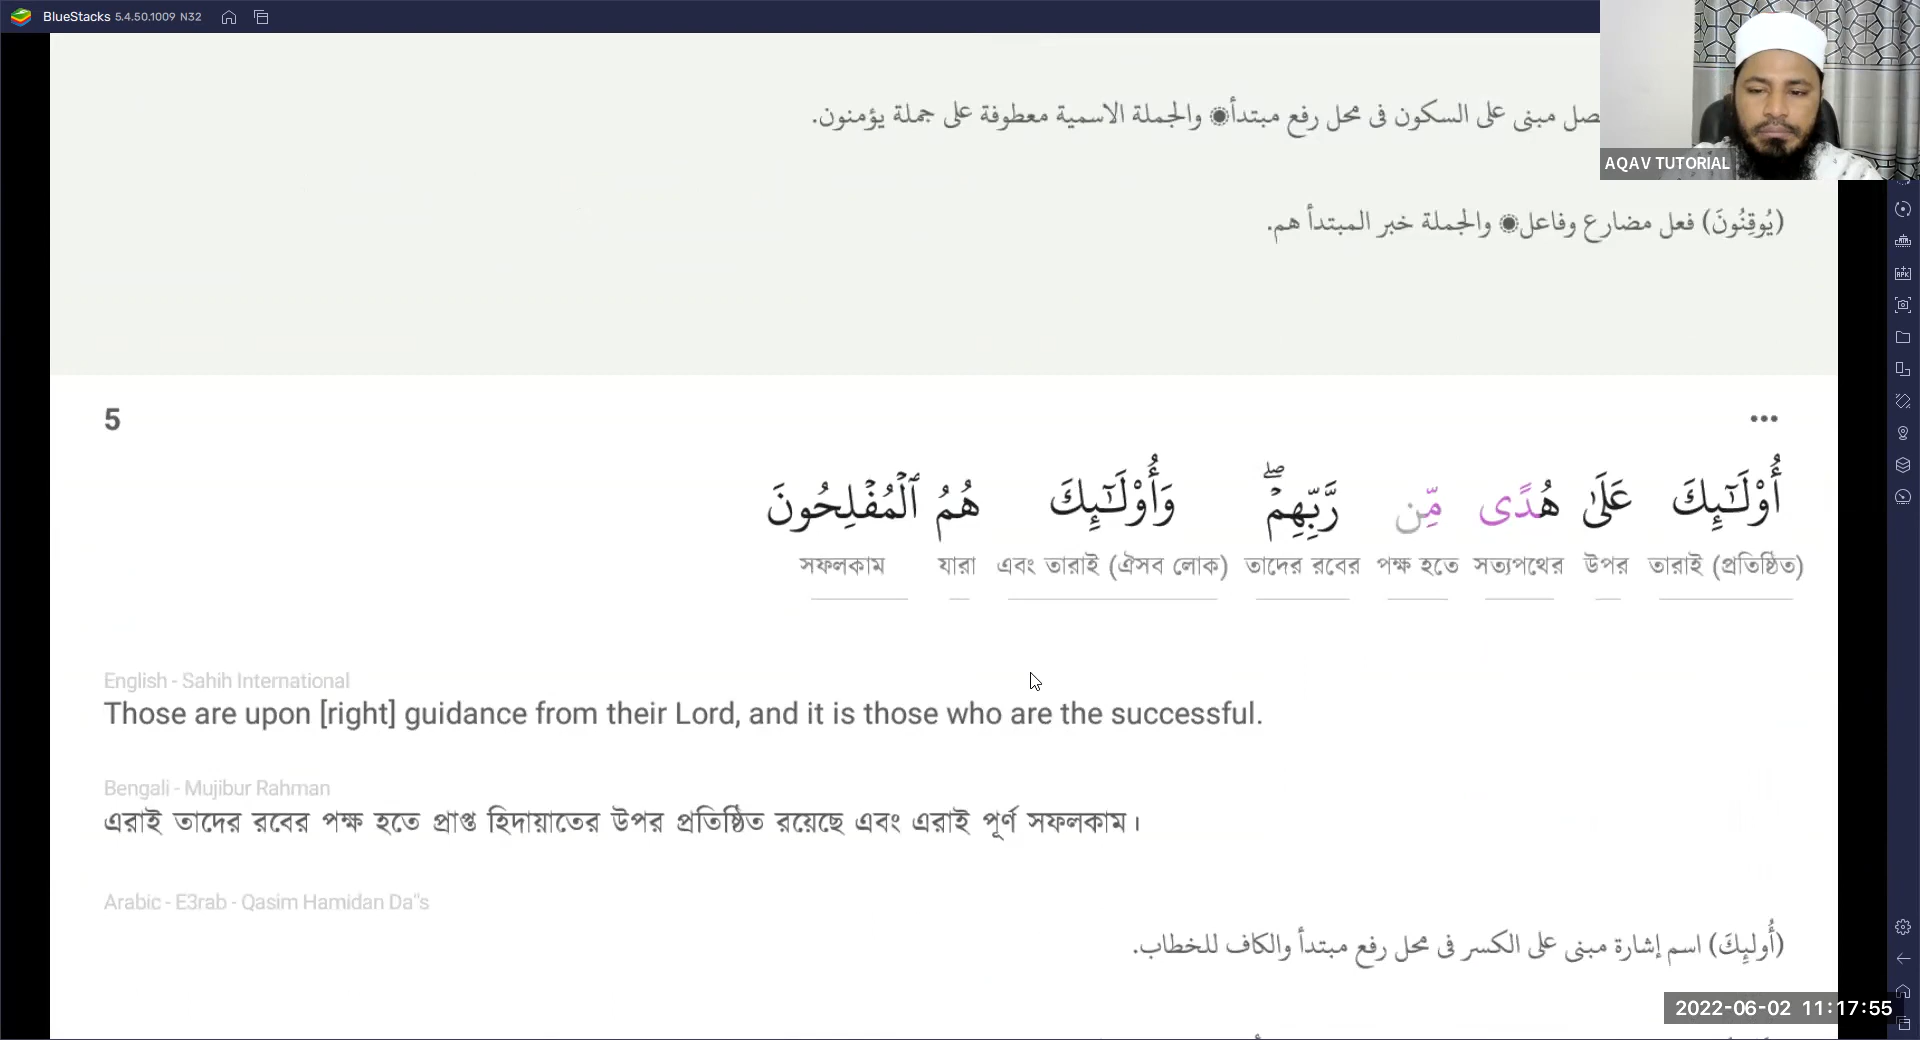 BlueStacks 5.4.50.1009 N32
AQAV TUTORIAL
مبنى على السكون فى محل رفع مبتدأ۞ والجملة الاسمية معطوفة على جملة يؤمنون.
(يُوقِنُونَ) فعل مضارع وفاعل۞ والجملة خبر المبتدأ هم.
5
أُوْلَـٰٓئِكَ عَلَىٰ هُدًى مِّن رَّبِّهِمۡۖ وَأُوْلَـٰٓئِكَ هُمُ ٱلۡمُفۡلِحُونَ
তারাই (প্রতিষ্ঠিত) উপর সত্যপথের পক্ষ হতে তাদের রবের এবং তারাই (ঐসব লোক) যারা সফলকাম
English - Sahih International
Those are upon [right] guidance from their Lord, and it is those who are the successful.
Bengali - Mujibur Rahman
এরাই তাদের রবের পক্ষ হতে প্রাপ্ত হিদায়াতের উপর প্রতিষ্ঠিত রয়েছে এবং এরাই পূর্ণ সফলকাম।
Arabic - E3rab - Qasim Hamidan Da"s
(أُولئِكَ) اسم إشارة مبنى على الكسر فى محل رفع مبتدأ والكاف للخطاب.
2022-06-02 11:17:55